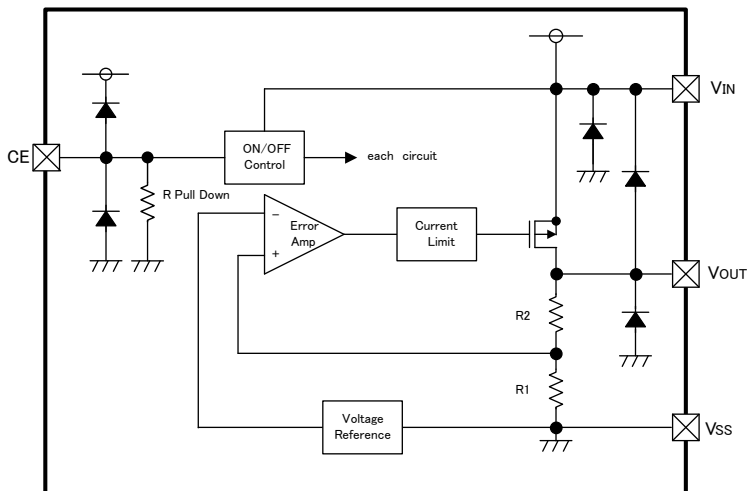 VIN
CE
ON/OFF
Control
each circuit
R Pull Down
−
Error
Amp
+
Current
Limit
VOUT
R2
R1
Voltage
Reference
VSS